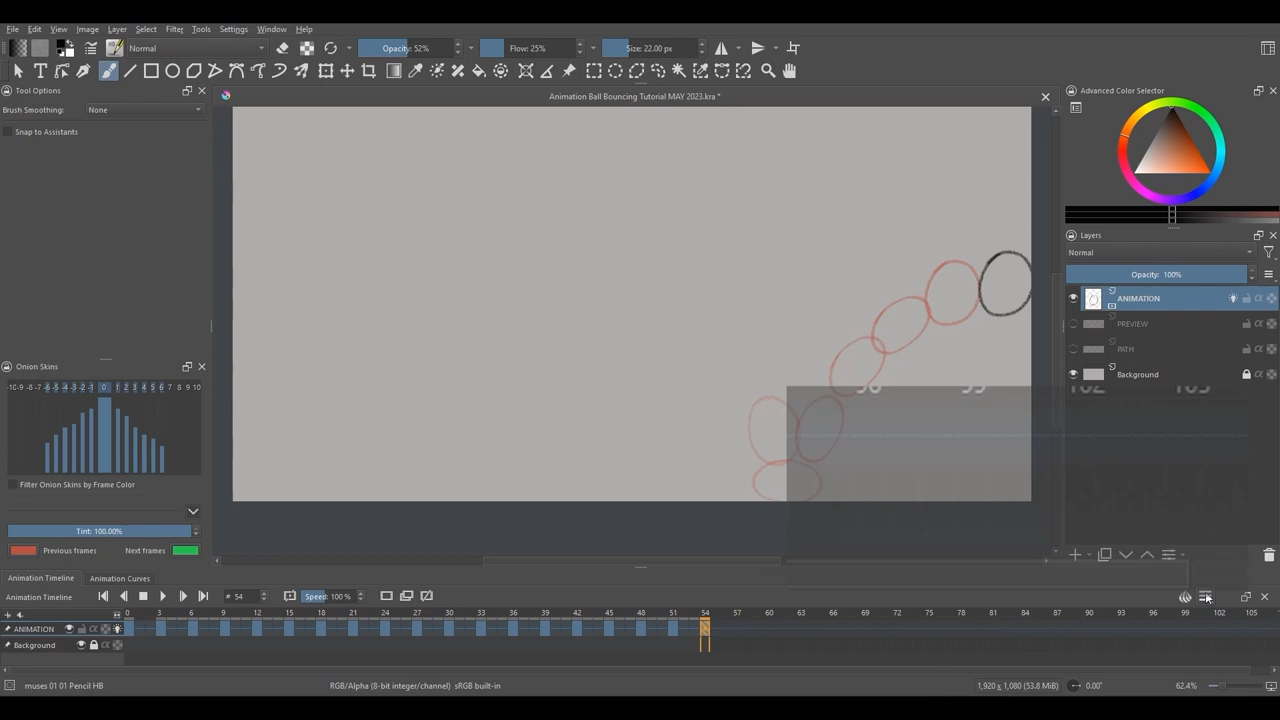 File Edit View Image Layer Select Filter Tools Settings Window Help
Normal Opacity: 52% Flow: 25% Size: 22.00 px
Tool Options
Animation Ball Bouncing Tutorial MAY 2023.kra *
Advanced Color Selector
Brush Smoothing: None
Snap to Assistants
Layers
Normal
Opacity: 100%
ANIMATION
PREVIEW
PATH
Background
Onion Skins
-10 -9 -8 -7 -6 -5 -4 -3 -2 -1 0 1 2 3 4 5 6 7 8 9 10
Filter Onion Skins by Frame Color
Tint: 100.00%
Previous frames Next frames
Animation Timeline Animation Curves
Animation Timeline # 54 Speed: 100 %
0 3 6 9 12 15 18 21 24 27 30 33 36 39 42 45 48 51 54 57 60 63 66 69 72 75 78 81 84 87 90 93 96 99 102 105
ANIMATION
Background
muses 01 01 Pencil HB RGB/Alpha (8-bit integer/channel) sRGB built-in 1,920 x 1,080 (53.8 MiB) 0.00° 62.4%